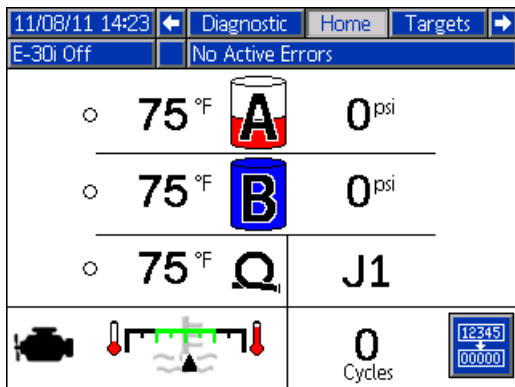 11/08/11 14:23 Diagnostic Home Targets
E-30i Off No Active Errors
75 °F A 0 psi
75 °F B 0 psi
75 °F J1
0 12345
Cycles 00000